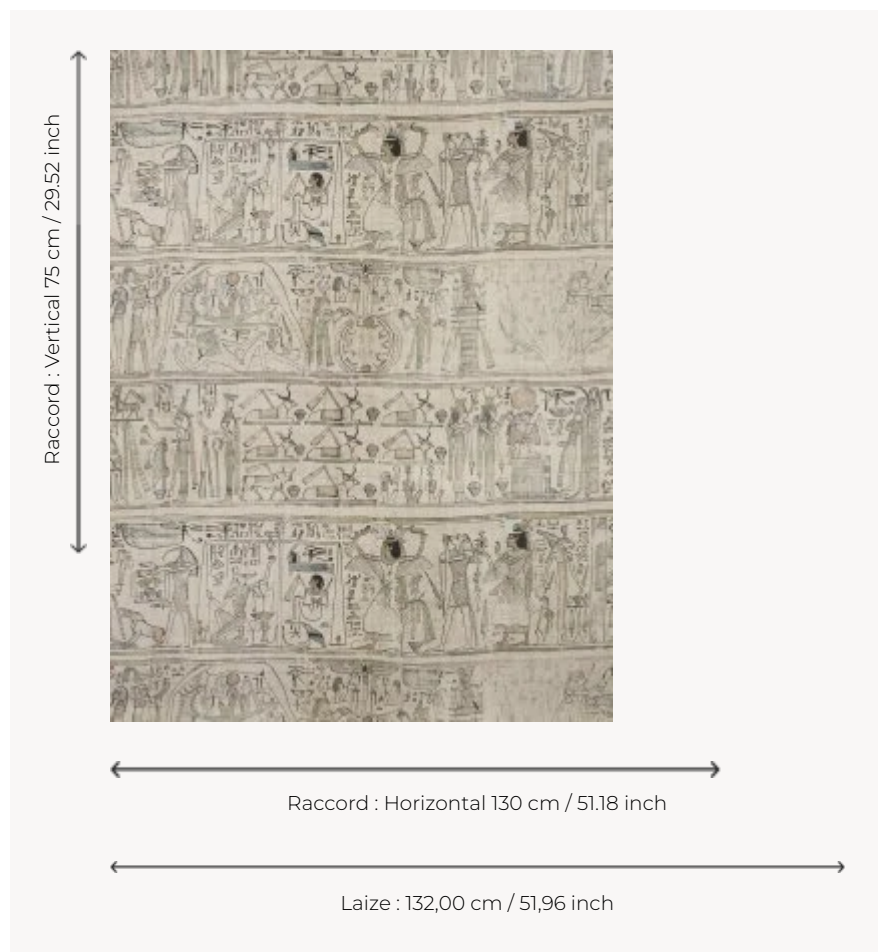 Raccord : Vertical 75 cm / 29.52 inch
Raccord : Horizontal 130 cm / 51.18 inch
Laize : 132,00 cm / 51,96 inch